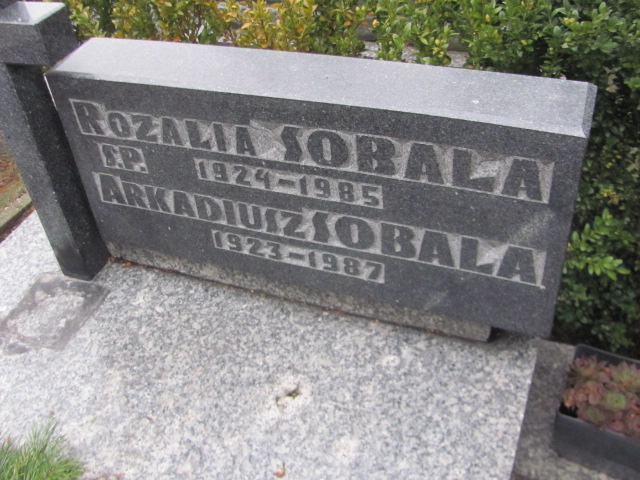 ROZALIA SOBALA
Ś.P. 1924-1985
ARKADIUSZ SOBALA
1923-1987